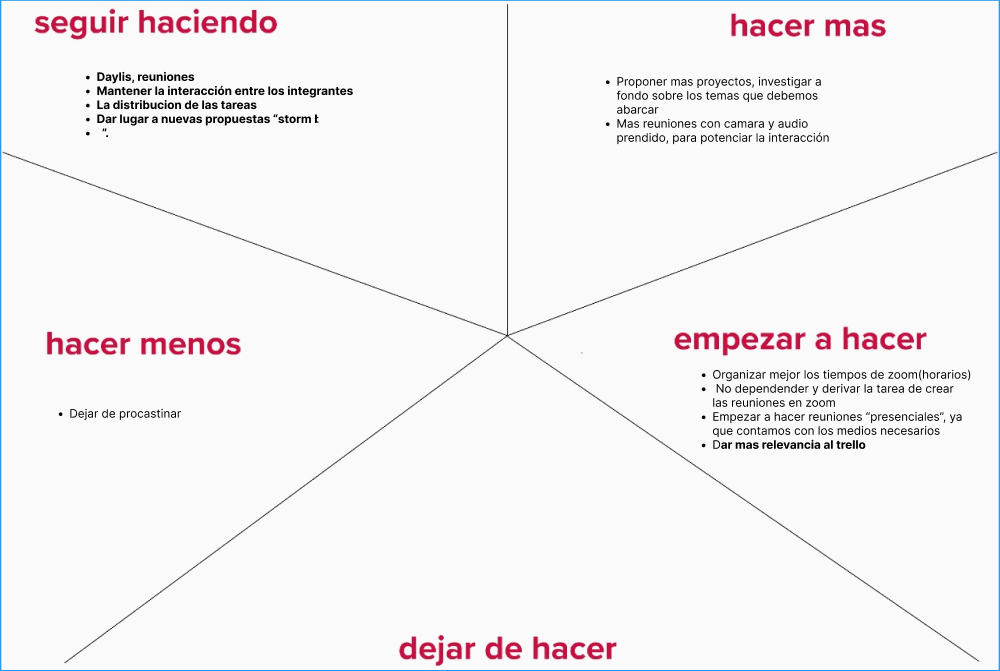 seguir haciendo
• Daylis, reuniones
• Mantener la interacción entre los integrantes
• La distribucion de las tareas
• Dar lugar a nuevas propuestas “storm
• “.
hacer mas
• Proponer mas proyectos, investigar a
fondo sobre los temas que debemos
abarcar
• Mas reuniones con camara y audio
prendido, para potenciar la interacción
hacer menos
• Dejar de procastinar
empezar a hacer
• Organizar mejor los tiempos de zoom(horarios)
• No dependender y derivar la tarea de crear
las reuniones en zoom
• Empezar a hacer reuniones “presenciales“, ya
que contamos con los medios necesarios
• Dar mas relevancia al trello
dejar de hacer